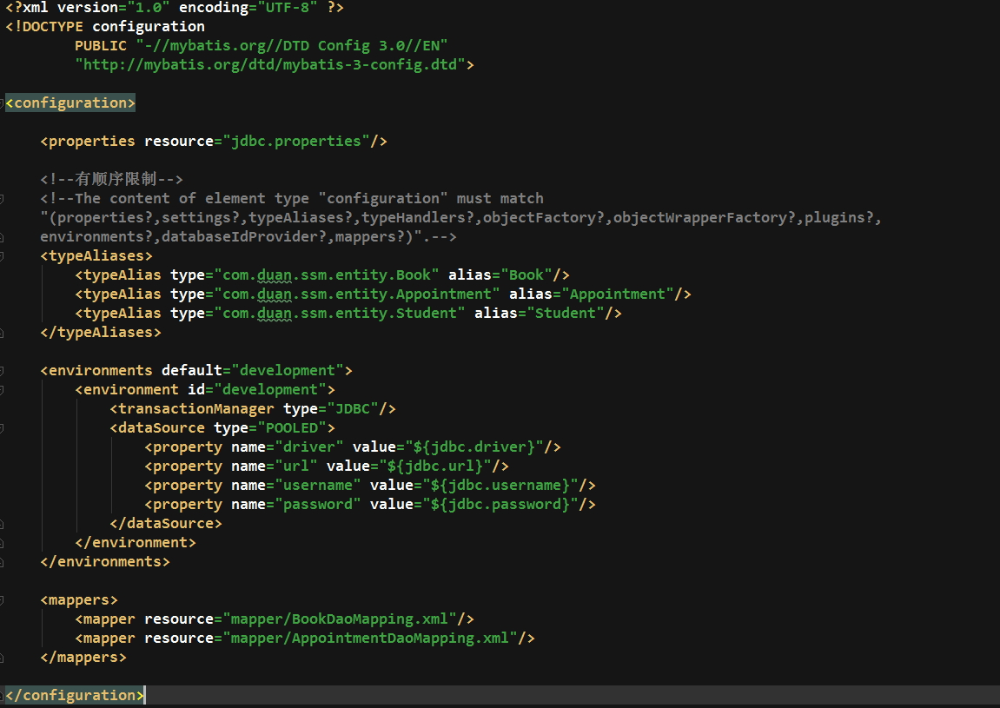 <?xml version="1.0" encoding="UTF-8" ?>
<!DOCTYPE configuration
PUBLIC "-//mybatis.org//DTD Config 3.0//EN"
"http://mybatis.org/dtd/mybatis-3-config.dtd">
<configuration>
<properties resource="jdbc.properties"/>
<!--有顺序限制-->
<!--The content of element type "configuration" must match
"(properties?,settings?,typeAliases?,typeHandlers?,objectFactory?,objectWrapperFactory?,plugins?,
environments?,databaseIdProvider?,mappers?)".-->
<typeAliases>
<typeAlias type="com.duan.ssm.entity.Book" alias="Book"/>
<typeAlias type="com.duan.ssm.entity.Appointment" alias="Appointment"/>
<typeAlias type="com.duan.ssm.entity.Student" alias="Student"/>
</typeAliases>
<environments default="development">
<environment id="development">
<transactionManager type="JDBC"/>
<dataSource type="POOLED">
<property name="driver" value="${jdbc.driver}"/>
<property name="url" value="${jdbc.url}"/>
<property name="username" value="${jdbc.username}"/>
<property name="password" value="${jdbc.password}"/>
</dataSource>
</environment>
</environments>
<mappers>
<mapper resource="mapper/BookDaoMapping.xml"/>
<mapper resource="mapper/AppointmentDaoMapping.xml"/>
</mappers>
</configuration>